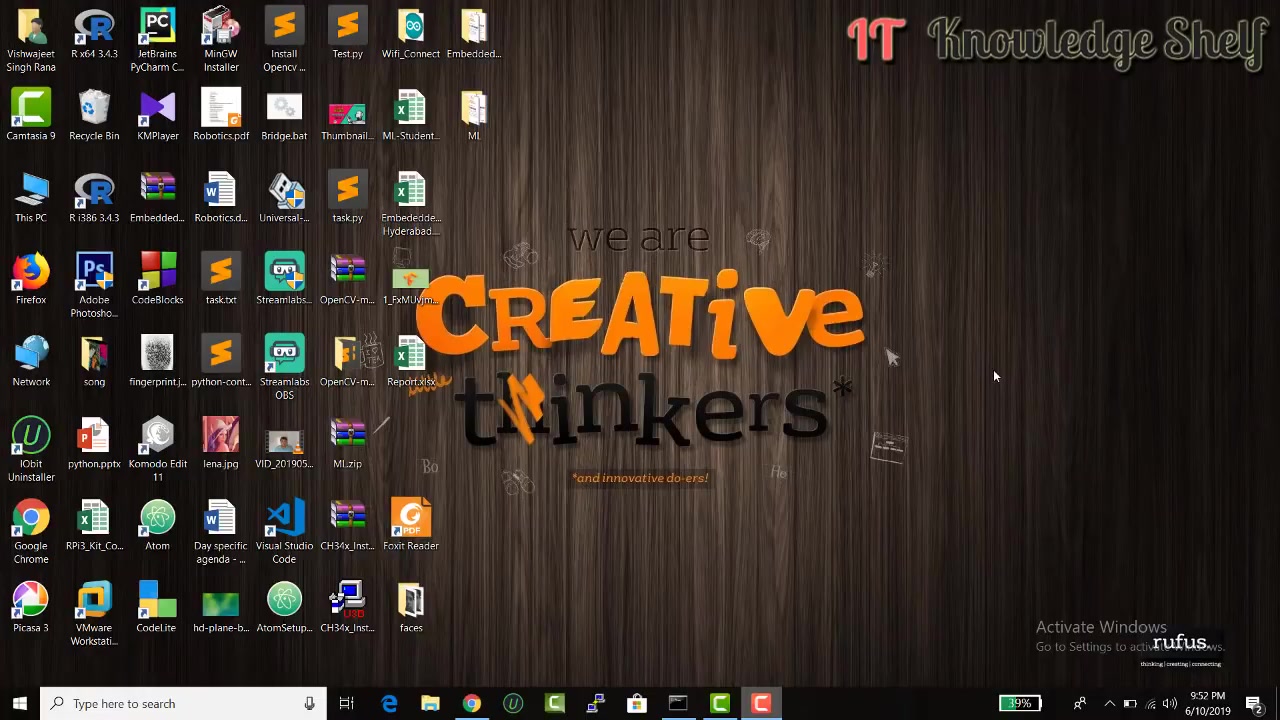 IT Knowledge Shelf
Vishwajeet
Singh Rana
R x64 3.4.3
JetBrains
PyCharm C...
MinGW
Installer
Install
Opencv ...
Test.py
Wifi_Connect
Embedded...
Camtasia 9
Recycle Bin
KMPlayer
Robotics.pdf
Bridge.bat
Thumbnail...
ML-Student...
ML
This PC
R i386 3.4.3
Embedded...
Robotics.d...
Universal-...
task.py
Embededde...
Hyderabad...
Firefox
Adobe
Photosho...
CodeBlocks
task.txt
Streamlabs...
OpenCV-m...
1_FxMUvjm...
Network
song
fingerprint.j...
python-cont...
Streamlabs
OBS
OpenCV-m...
Report.xlsx
IObit
Uninstaller
python.pptx
Komodo Edit
11
lena.jpg
VID_201905...
ML.zip
Google
Chrome
RPi3_Kit_Co...
Atom
Day specific
agenda - ...
Visual Studio
Code
CH34x_Inst...
Foxit Reader
Picasa 3
VMware
Workstati...
CodeLite
hd-plane-b...
AtomSetup...
CH34x_Inst...
faces
we are
CREATIVE
thinkers*
*and innovative do-ers!
Activate Windows
Go to Settings to activate Windows.
rufus.
thinking | creating | connecting
Type here to search
39%
9:52 PM
6/10/2019
2